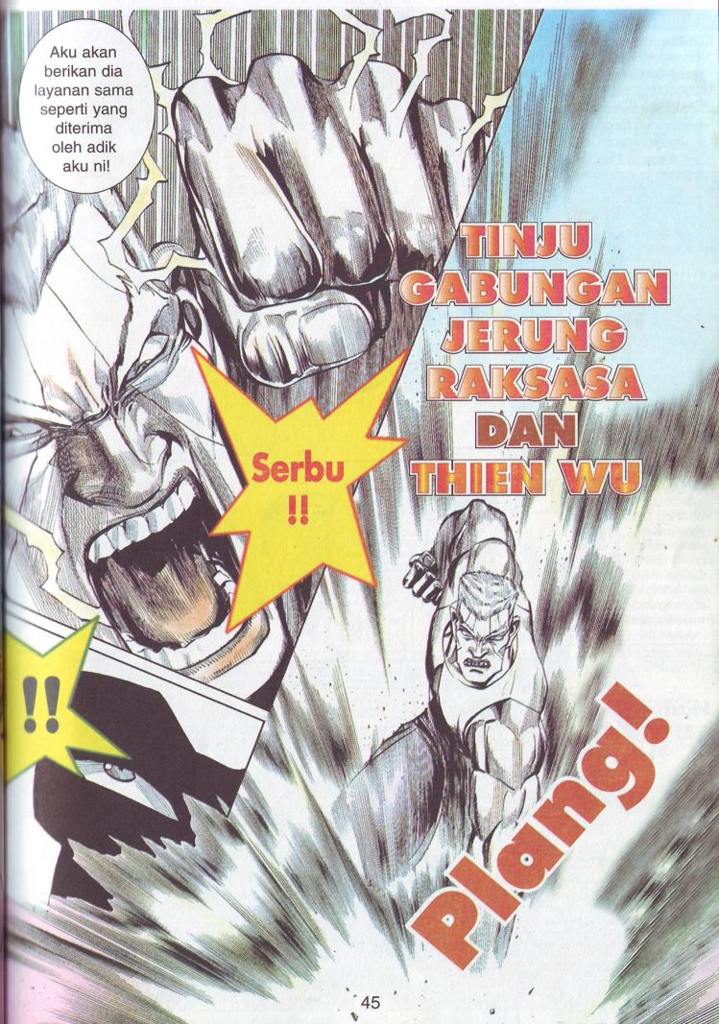 Aku akan
berikan dia
layanan sama
seperti yang
diterima
oleh adik
aku ni!
TINJU
GABUNGAN
JERUNG
RAKSASA
DAN
THIEN WU
Serbu
!!
!!
Plang!
45